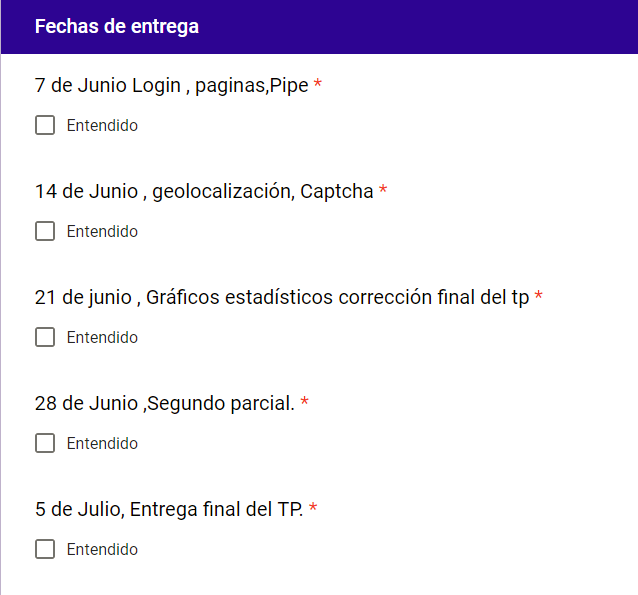 Fechas de entrega
7 de Junio Login , paginas,Pipe *
Entendido
14 de Junio , geolocalización, Captcha *
Entendido
21 de junio , Gráficos estadísticos corrección final del tp *
Entendido
28 de Junio ,Segundo parcial. *
Entendido
5 de Julio, Entrega final del TP. *
Entendido